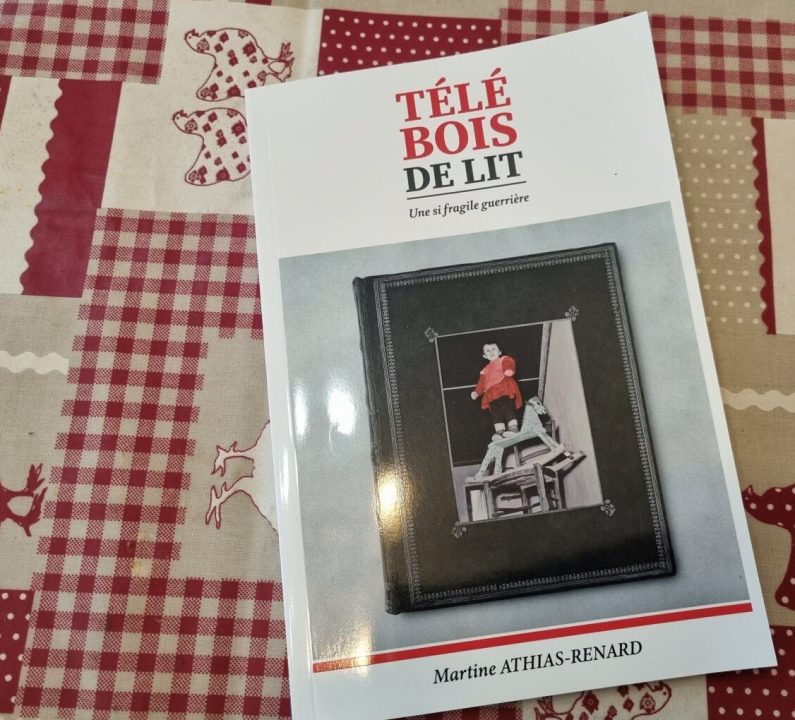 TÉLÉ
BOIS
DE LIT
Une si fragile guerrière
Martine ATHIAS-RENARD